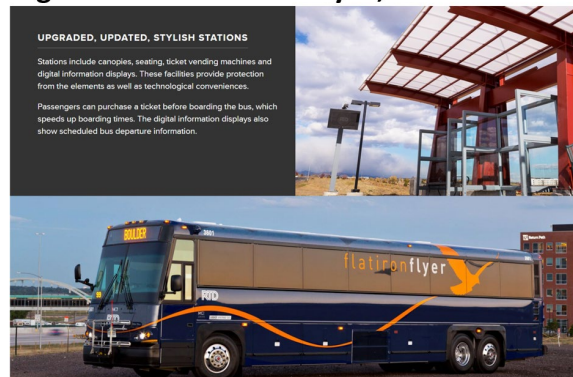 UPGRADED, UPDATED, STYLISH STATIONS
Stations include canopies, seating, ticket vending machines and
digital information displays. These facilities provide protection
from the elements as well as technological conveniences.
Passengers can purchase a ticket before boarding the bus, which
speeds up boarding times. The digital information displays also
show scheduled bus departure information.
BOULDER
3801
flatironflyer
RTD